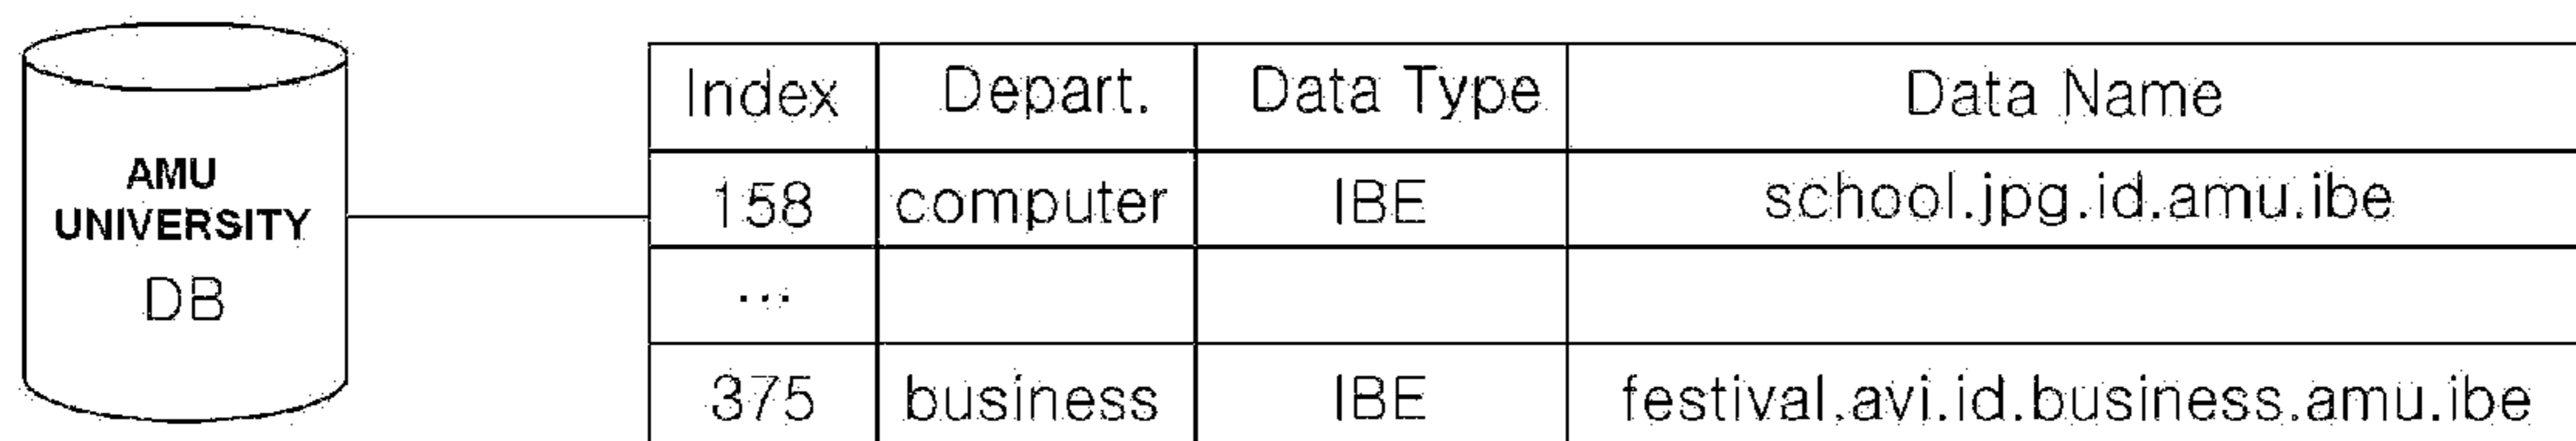 AMU
UNIVERSITY
DB
Index Depart. Data Type Data Name
158 computer IBE school.jpg.id.amu.ibe
...
375 business IBE festival.avi.id.business.amu.ibe